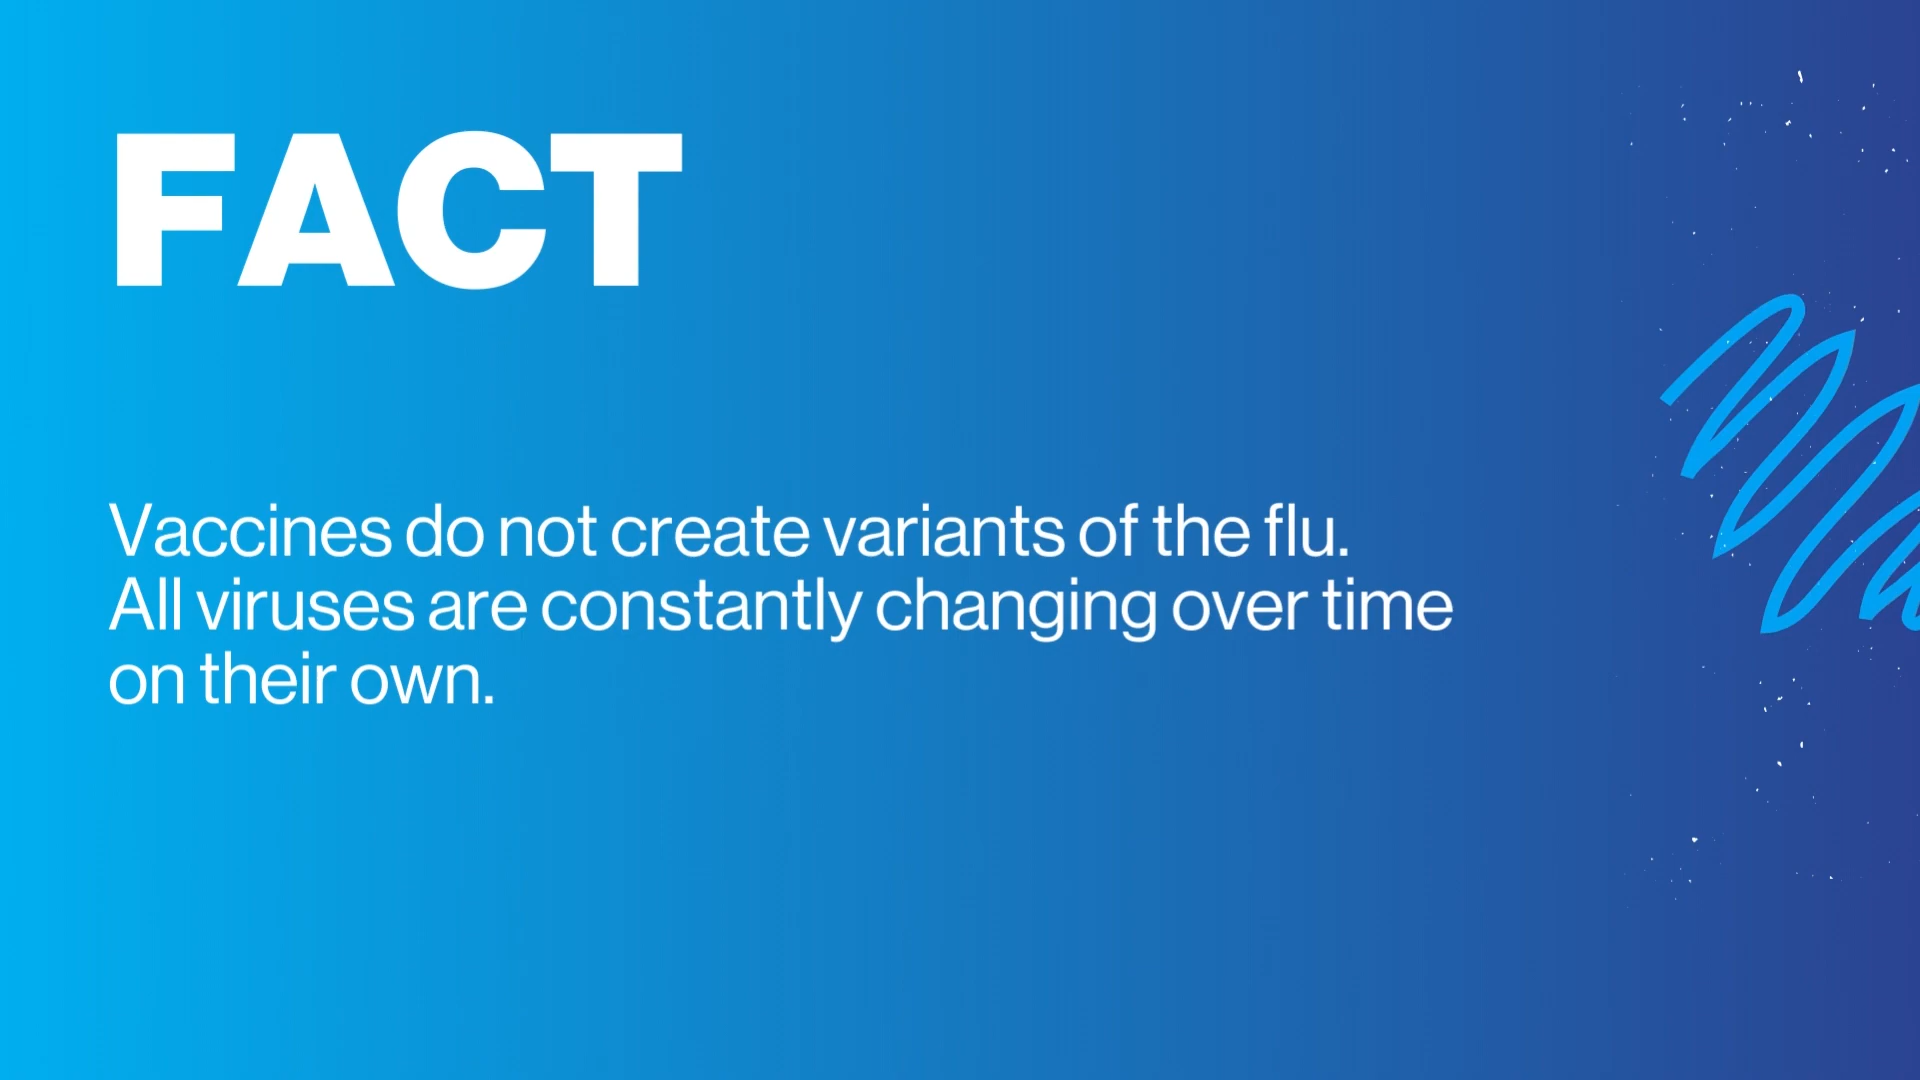 FACT
Vaccines do not create variants of the flu.
All viruses are constantly changing over time
on their own.